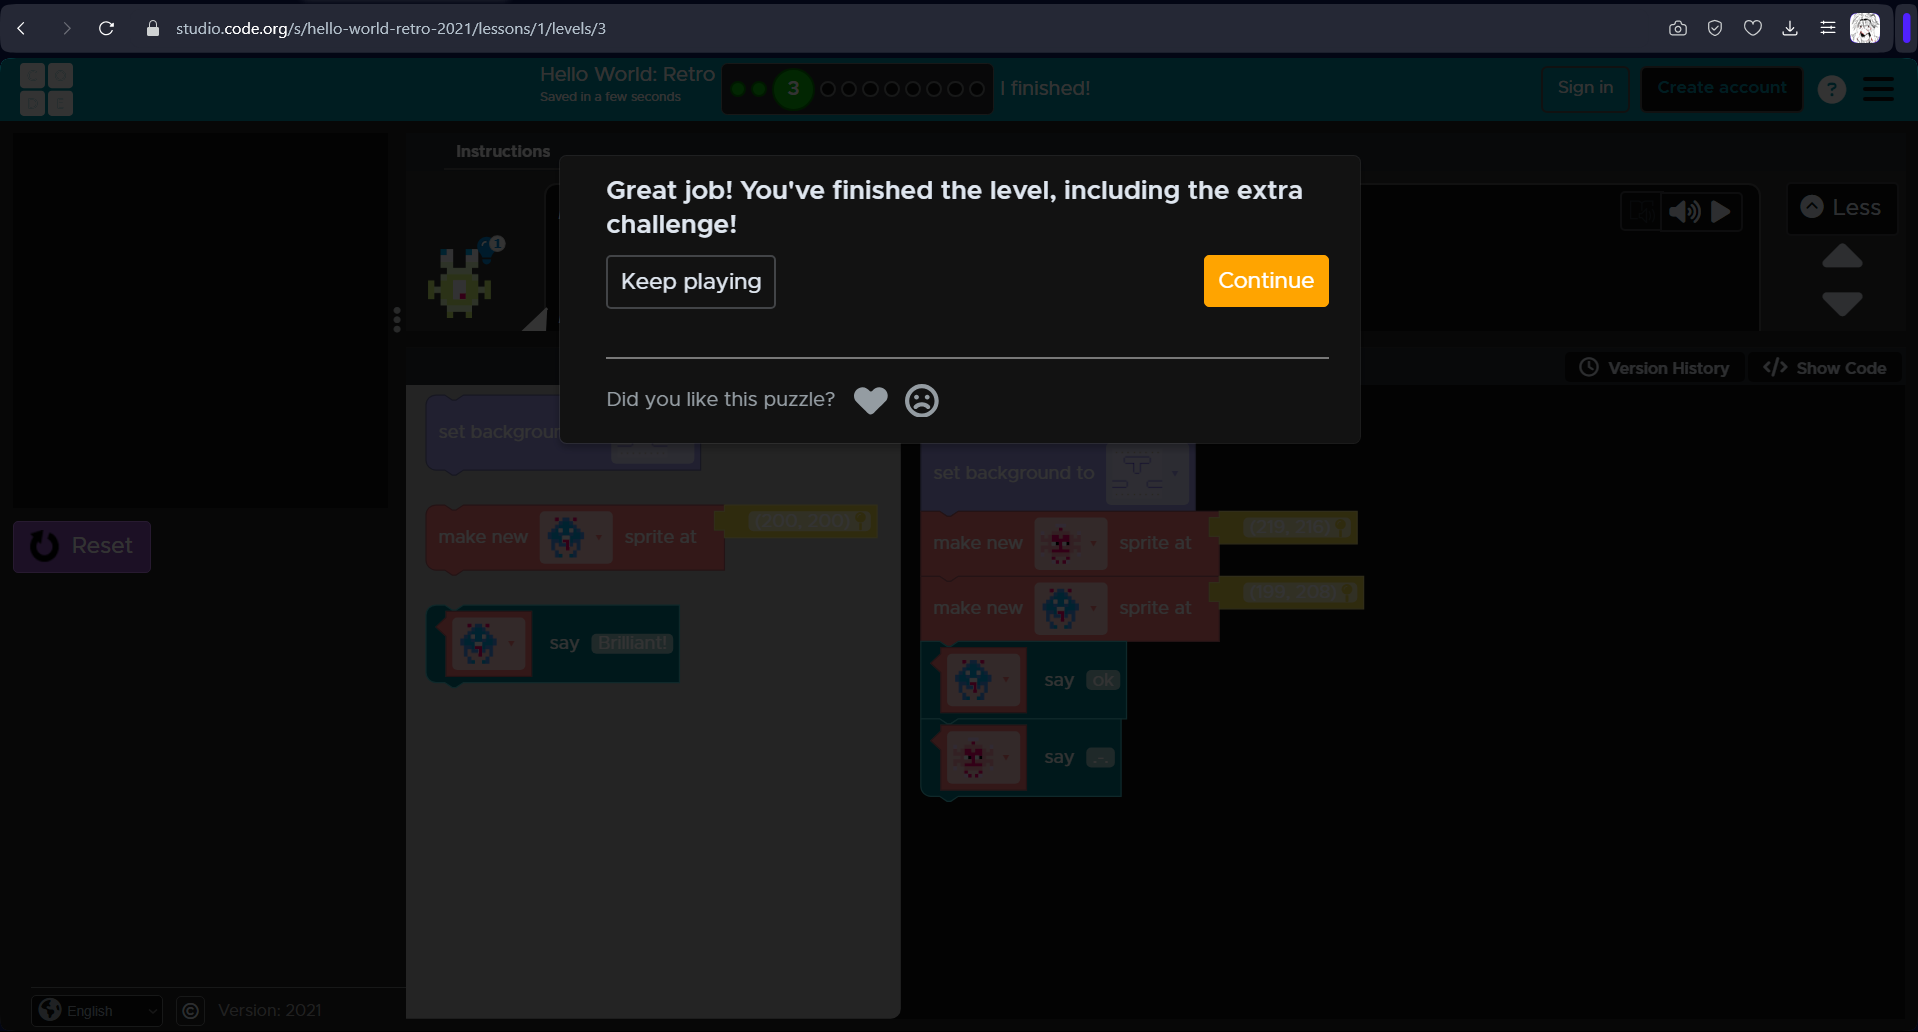 studio.code.org/s/hello-world-retro-2021/lessons/1/levels/3
Hello World: Retro
Saved in a few seconds
3
I finished!
Sign in
Create account
?
Instructions
Great job! You've finished the level, including the extra
challenge!
1
Less
Keep playing
Continue
Version History
</> Show Code
Did you like this puzzle?
set backgroun
set background to
make new
sprite at
(200, 200)
make new
sprite at
(219, 216)
Reset
make new
sprite at
(199, 208)
say
Brilliant!
say
ok
say
.-.
English
©
Version: 2021